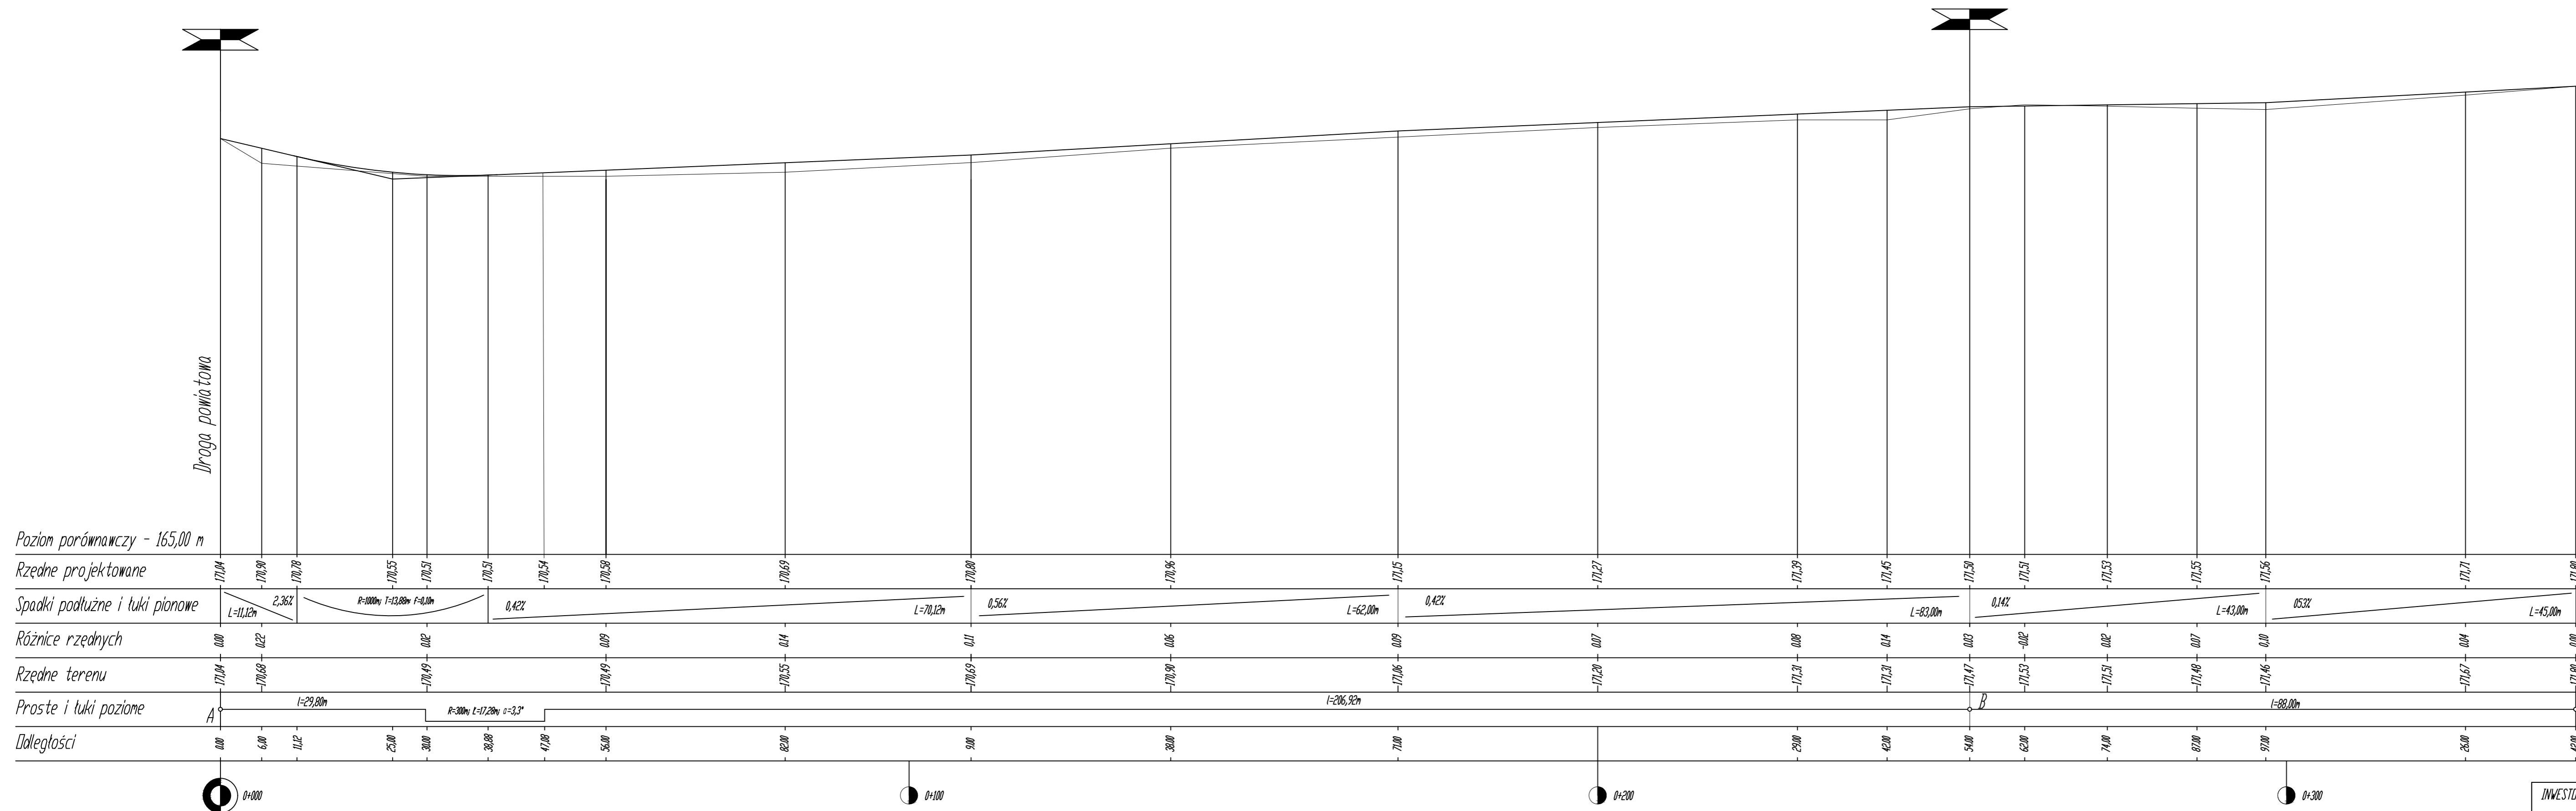 Droga powiatowa
Poziom porównawczy - 165,00 m
Rzędne projektowane 171,04 170,90 170,78 170,55 170,51 170,51 170,54 170,58 170,69 170,80 170,96 171,15 171,27 171,39 171,45 171,50 171,51 171,53 171,55 171,56 171,71
Spadki podłużne i łuki pionowe L=11,12m 2,36% R=1000m; T=13,88m; f=0,10m 0,42% L=70,12m 0,56% L=62,00m 0,42% L=83,00m 0,14% L=43,00m 053% L=45,00m
Różnice rzędnych 0.00 0.22 0.02 0.09 0.14 0.11 0.06 0.09 0.07 0.08 0.14 0.03 -0.02 0.02 0.07 0,10 0.04 0.00
Rzędne terenu 171,04 170,68 170,49 170,49 170,55 170,69 170,90 171,06 171,20 171,31 171,31 171,47 171,53 171,51 171,48 171,46 171,67
Proste i łuki poziome A l=29,80m R=300m; Ł=17,28m; α=3,3° l=206,92m B l=88,00m
Odległości 0.00 6,00 11,12 25,00 30,00 38,88 47,08 56,00 82,00 9,00 38,00 71,00 29,00 42,00 54,00 62,00 74,00 87,00 97,00 26,00
0+000 0+100 0+200 0+300